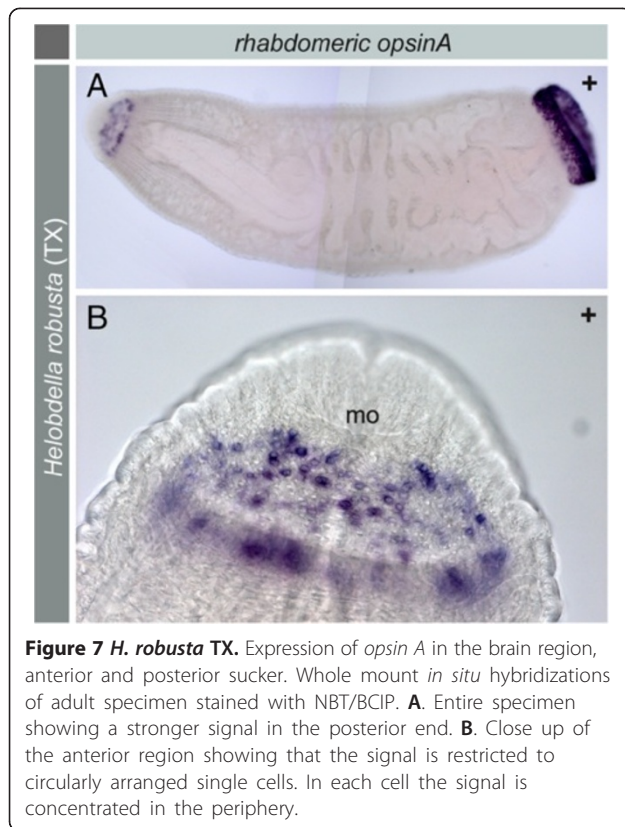 rhabdomeric opsinA
Helobdella robusta (TX)
A
+
B
+
mo
Figure 7 H. robusta TX. Expression of opsin A in the brain region,
anterior and posterior sucker. Whole mount in situ hybridizations
of adult specimen stained with NBT/BCIP. A. Entire specimen
showing a stronger signal in the posterior end. B. Close up of
the anterior region showing that the signal is restricted to
circularly arranged single cells. In each cell the signal is
concentrated in the periphery.